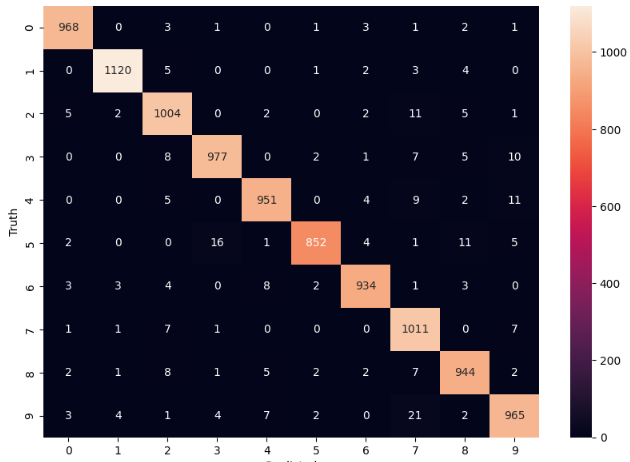 0 968 0 3 1 0 1 3 1 2 1
1 0 1120 5 0 0 1 2 3 4 0
2 5 2 1004 0 2 0 2 11 5 1
3 0 0 8 977 0 2 1 7 5 10
4 0 0 5 0 951 0 4 9 2 11
5 2 0 0 16 1 852 4 1 11 5
6 3 3 4 0 8 2 934 1 3 0
7 1 1 7 1 0 0 0 1011 0 7
8 2 1 8 1 5 2 2 7 944 2
9 3 4 1 4 7 2 0 21 2 965
0 1 2 3 4 5 6 7 8 9
Truth
1000
800
600
400
200
0